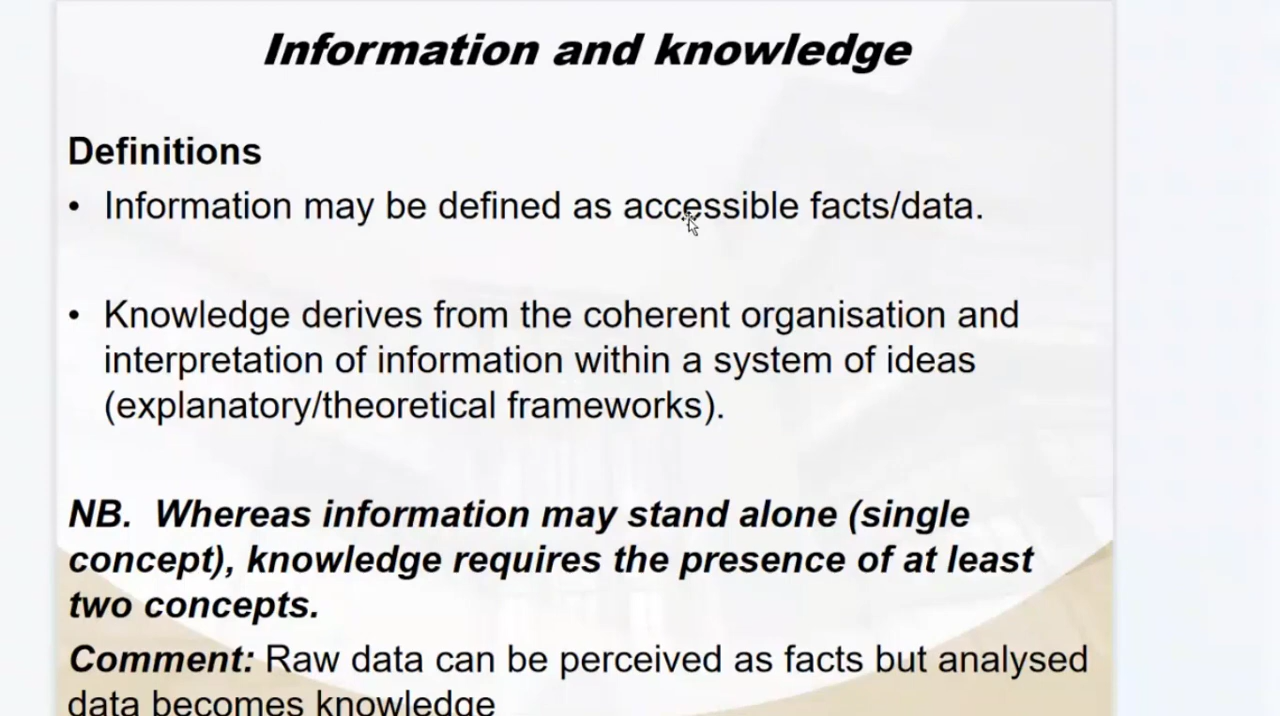 Information and knowledge
Definitions
• Information may be defined as accessible facts/data.
• Knowledge derives from the coherent organisation and
interpretation of information within a system of ideas
(explanatory/theoretical frameworks).
NB.  Whereas information may stand alone (single
concept), knowledge requires the presence of at least
two concepts.
Comment: Raw data can be perceived as facts but analysed
data becomes knowledge